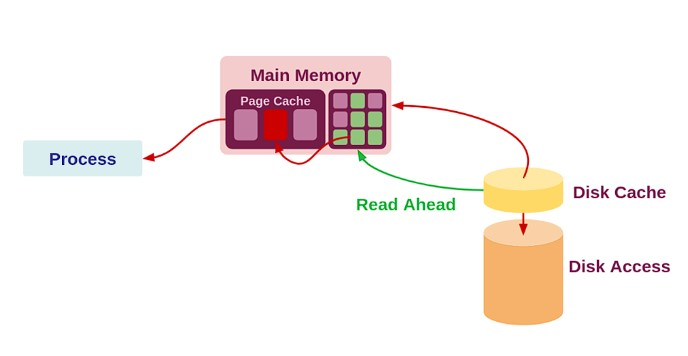 Main Memory
Page Cache
Process
Read Ahead
Disk Cache
Disk Access